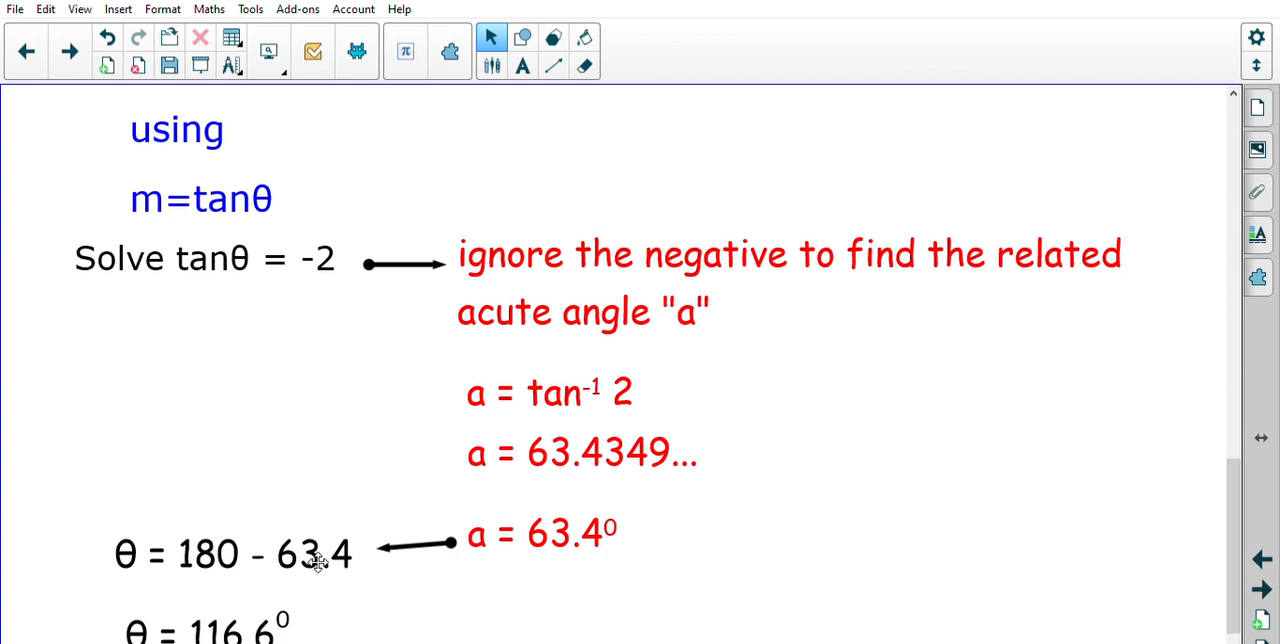 File Edit View Insert Format Maths Tools Add-ons Account Help
using
m=tanθ
Solve tanθ = -2
ignore the negative to find the related
acute angle "a"
a = tan⁻¹ 2
a = 63.4349...
a = 63.4⁰
θ = 180 - 63.4
θ = 116.6⁰